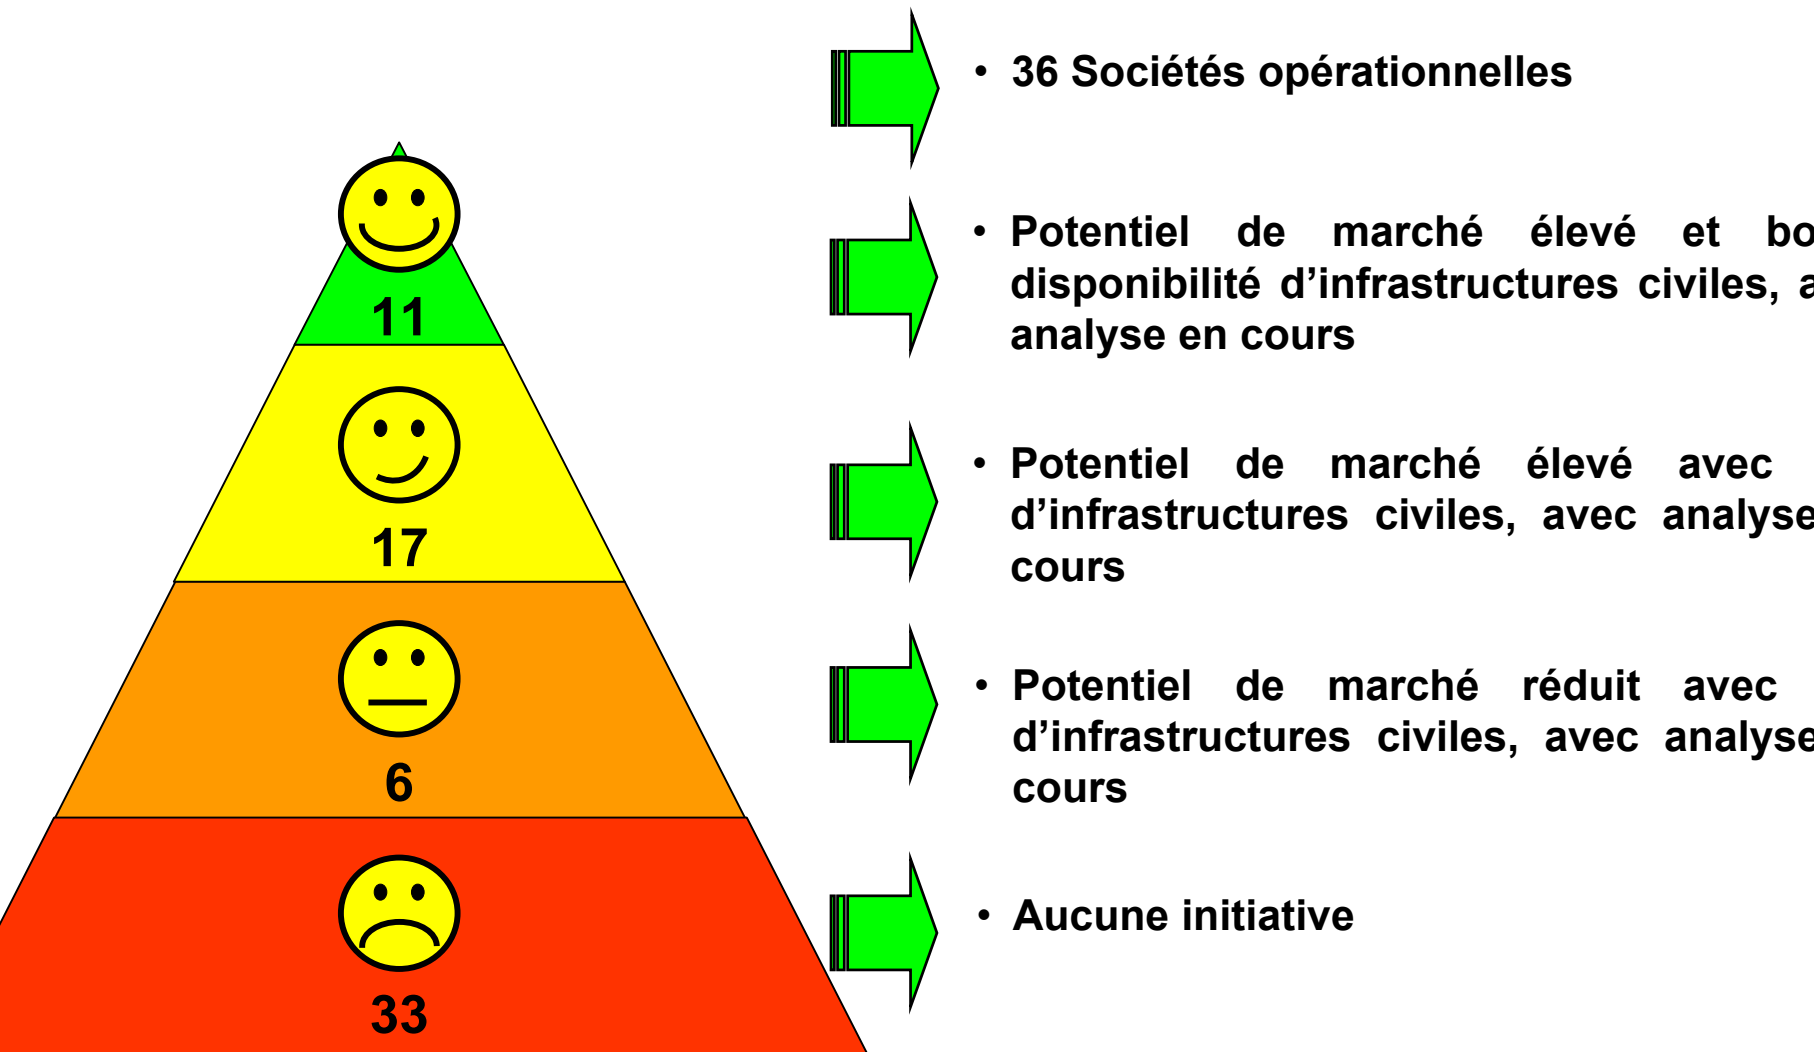 • 36 Sociétés opérationnelles
• Potentiel de marché élevé et
disponibilité d’infrastructures civiles,
analyse en cours
11
• Potentiel de marché élevé avec
d’infrastructures civiles, avec analyse
cours
17
• Potentiel de marché réduit avec
d’infrastructures civiles, avec analyse
cours
6
• Aucune initiative
33